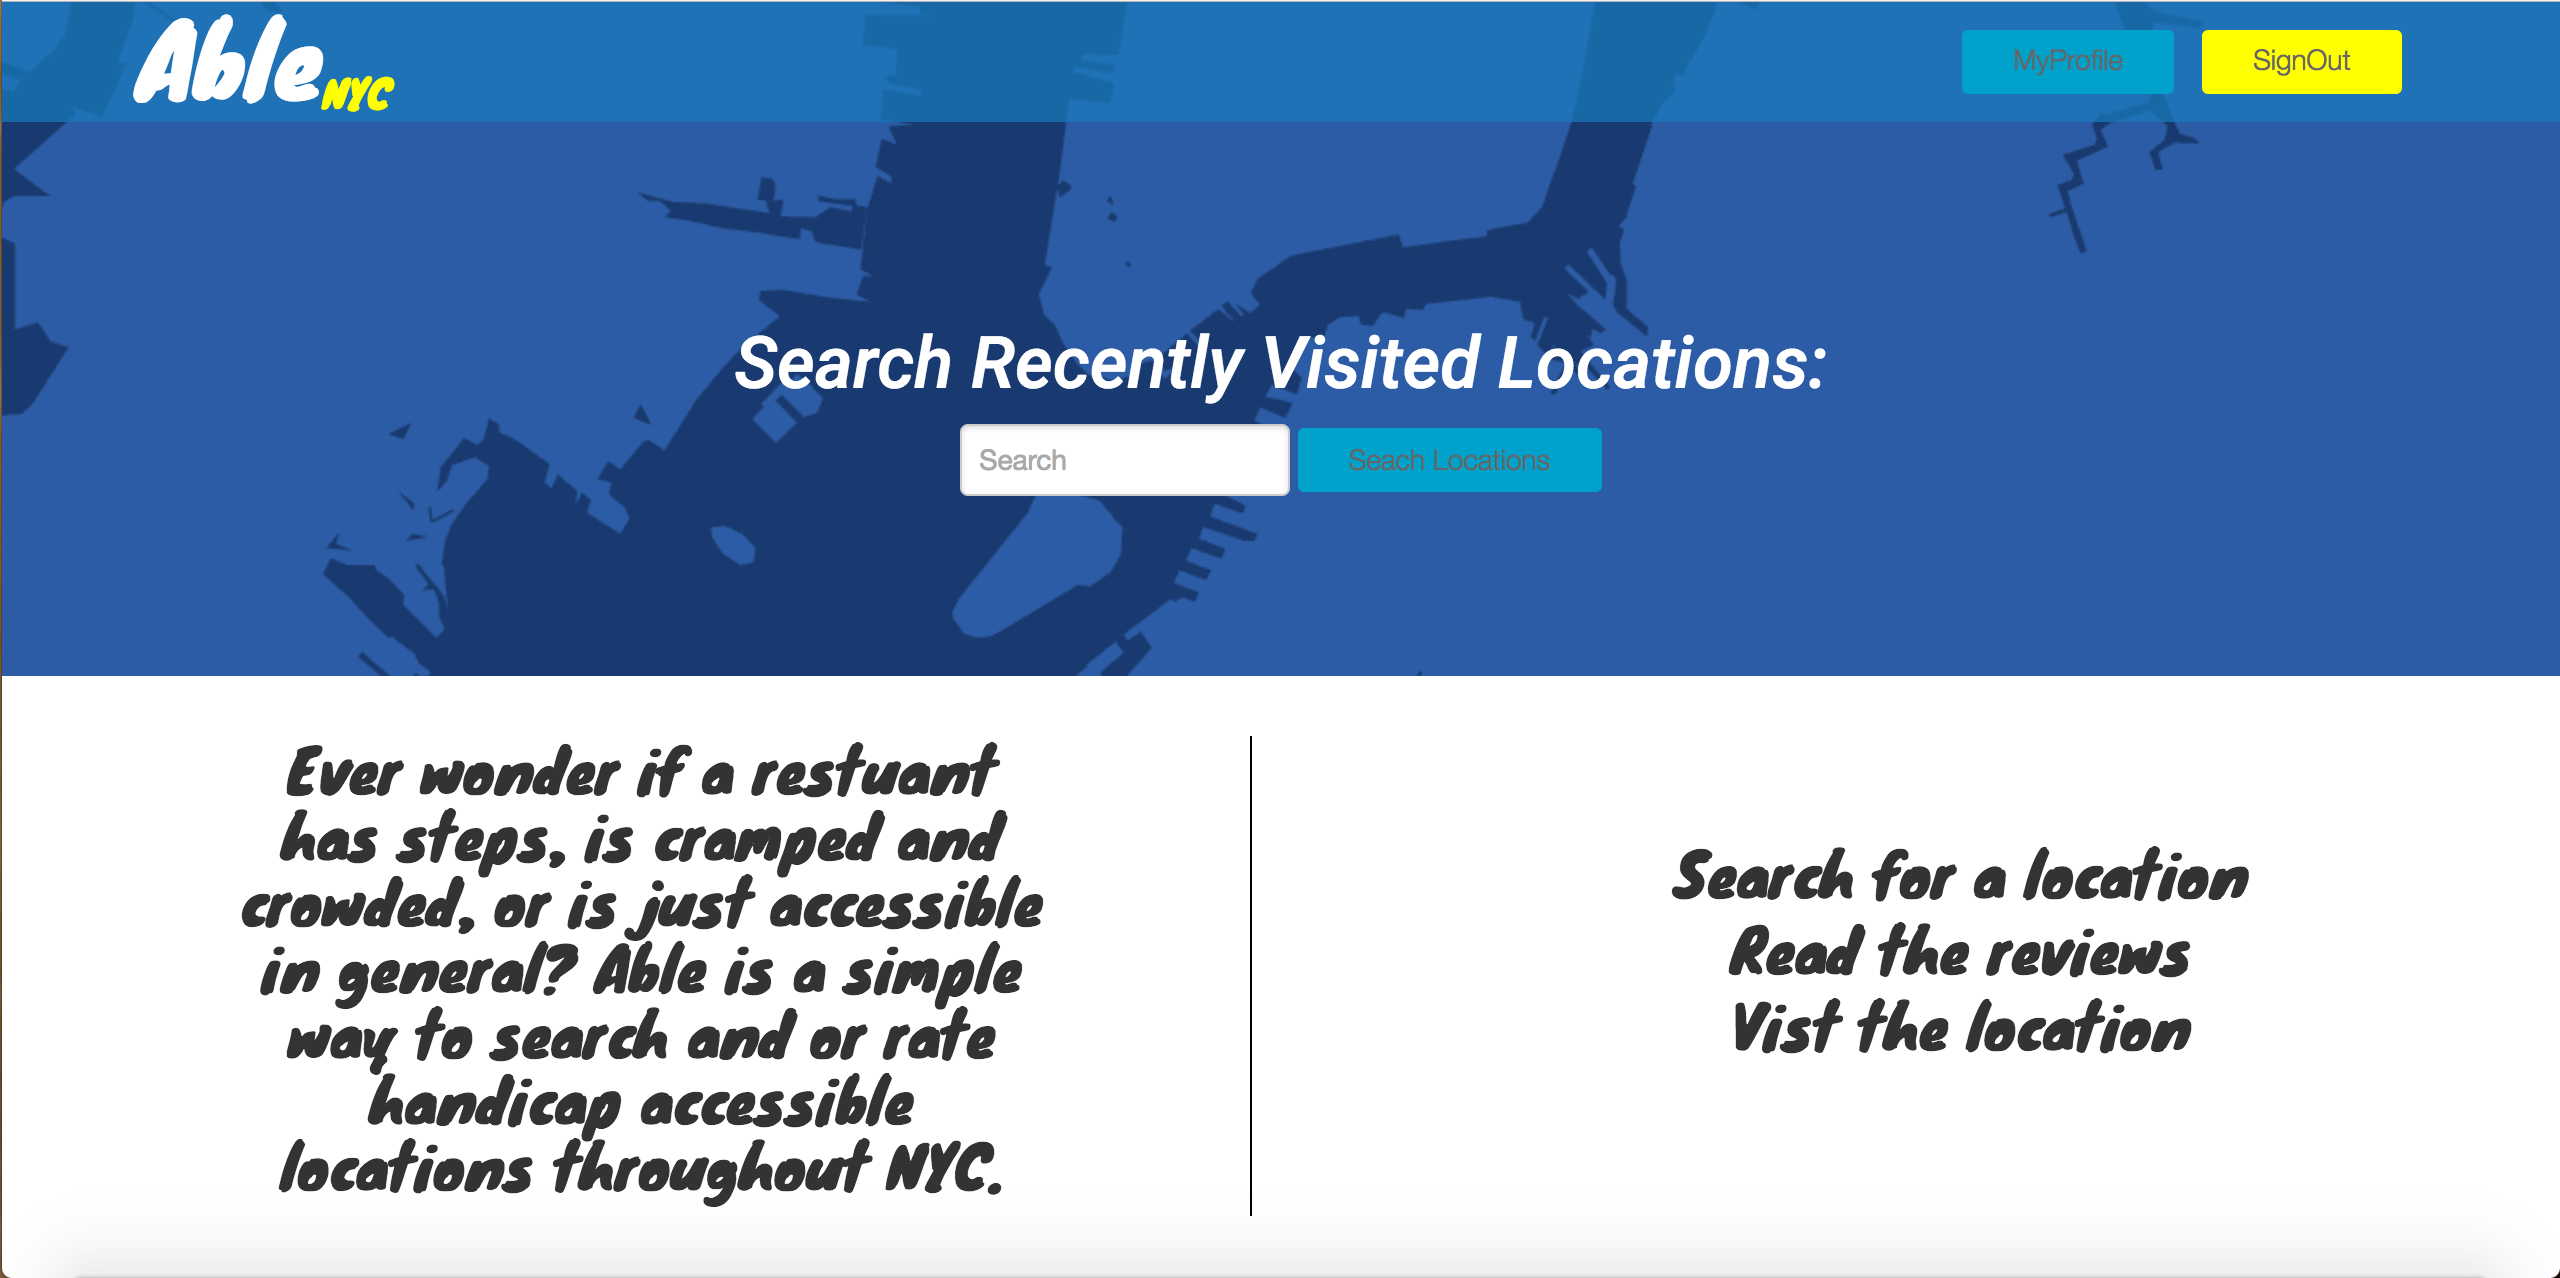 Able NYC
MyProfile
SignOut
Search Recently Visited Locations:
Search
Seach Locations
Ever wonder if a restuant
has steps, is cramped and
crowded, or is just accessible
in general? Able is a simple
way to search and or rate
handicap accessible
locations throughout NYC.
Search for a location
Read the reviews
Vist the location